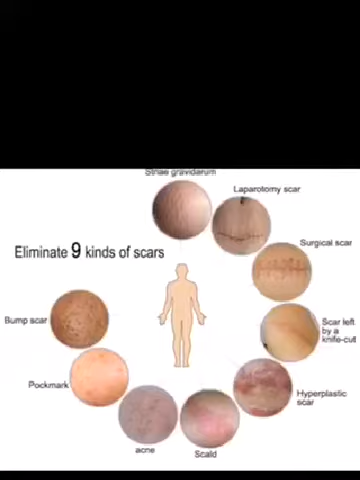 Striae gravidarum
Laparotomy scar
Surgical scar
Eliminate 9 kinds of scars
Scar left
by a
knife-cut
Bump scar
Pockmark
Hyperplastic
scar
acne
Scald